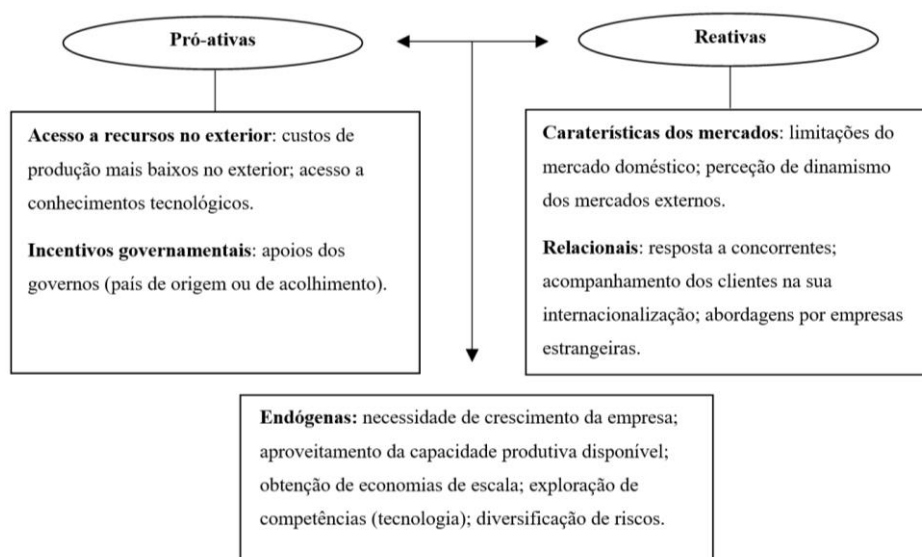 Pró-ativas
Reativas
Acesso a recursos no exterior: custos de
produção mais baixos no exterior; acesso a
conhecimentos tecnológicos.
Incentivos governamentais: apoios dos
governos (país de origem ou de acolhimento).
Caraterísticas dos mercados: limitações do
mercado doméstico; perceção de dinamismo
dos mercados externos.
Relacionais: resposta a concorrentes;
acompanhamento dos clientes na sua
internacionalização; abordagens por empresas
estrangeiras.
Endógenas: necessidade de crescimento da empresa;
aproveitamento da capacidade produtiva disponível;
obtenção de economias de escala; exploração de
competências (tecnologia); diversificação de riscos.